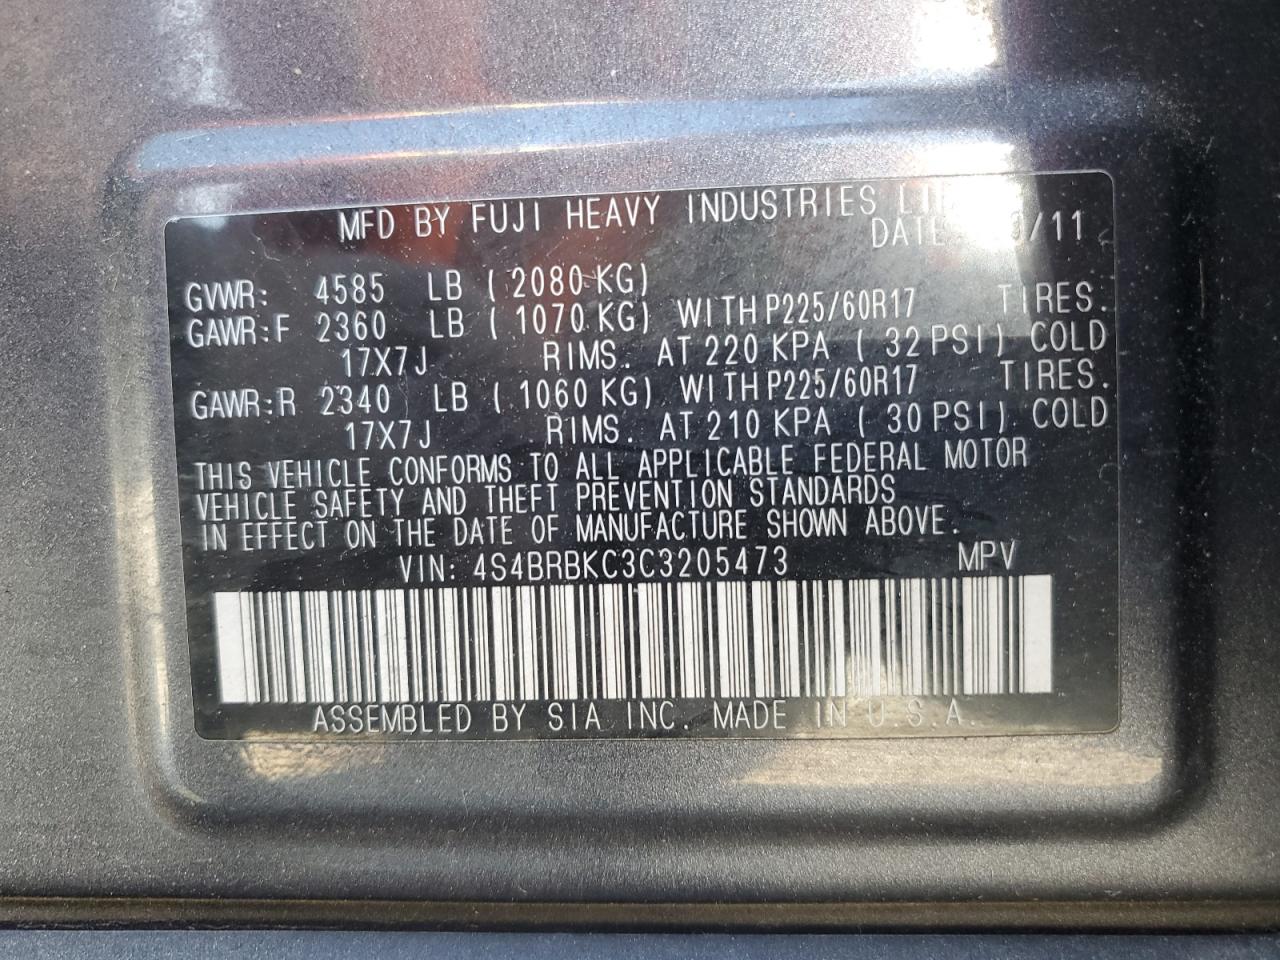 MFD BY FUJI HEAVY INDUSTRIES
DATE /11
GVWR: 4585 LB ( 2080 KG)
GAWR:F 2360 LB ( 1070 KG) WITH P225/60R17 TIRES.
17X7J RIMS. AT 220 KPA ( 32 PSI) COLD
GAWR:R 2340 LB ( 1060 KG) WITH P225/60R17 TIRES.
17X7J RIMS. AT 210 KPA ( 30 PSI) COLD
THIS VEHICLE CONFORMS TO ALL APPLICABLE FEDERAL MOTOR
VEHICLE SAFETY AND THEFT PREVENTION STANDARDS
IN EFFECT ON THE DATE OF MANUFACTURE SHOWN ABOVE.
VIN: 4S4BRBKC3C3205473 MPV
ASSEMBLED BY SIA INC. MADE IN U.S.A.